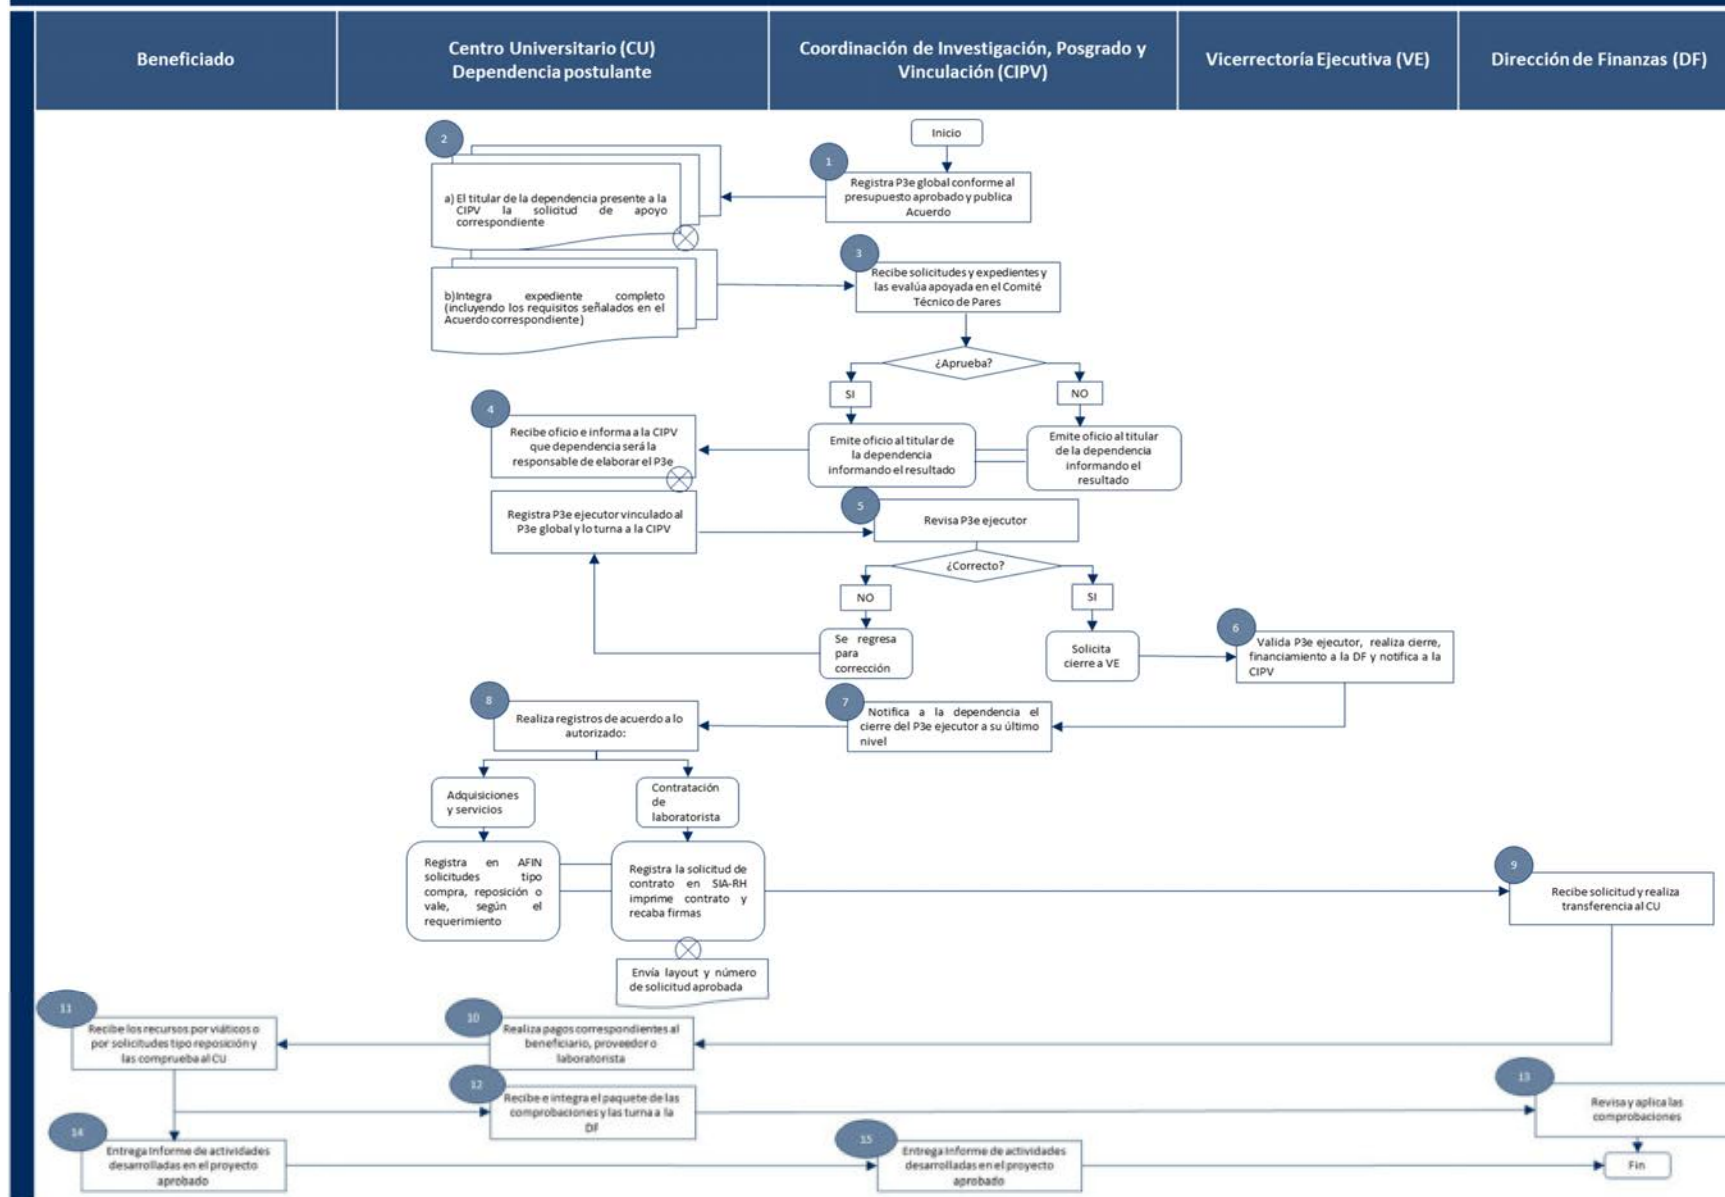 Beneficiado
Centro Universitario (CU)
Dependencia postulante
Coordinación de Investigación, Posgrado y
Vinculación (CIPV)
Vicerrectoría Ejecutiva (VE)
Dirección de Finanzas (DF)
Inicio
1
Registra P3e global conforme al
presupuesto aprobado y publica
Acuerdo
2
a) El titular de la dependencia presente a la
CIPV la solicitud de apoyo
correspondiente
b)Integra expediente completo
(incluyendo los requisitos señalados en el
Acuerdo correspondiente)
3
Recibe solicitudes y expedientes y
las evalúa apoyada en el Comité
Técnico de Pares
¿Aprueba?
SI
NO
Emite oficio al titular de
la dependencia
informando el resultado
Emite oficio al titular
de la dependencia
informando el
resultado
4
Recibe oficio e informa a la CIPV
que dependencia será la
responsable de elaborar el P3e
Registra P3e ejecutor vinculado al
P3e global y lo turna a la CIPV
5
Revisa P3e ejecutor
¿Correcto?
NO
SI
Se regresa
para
corrección
Solicita
cierre a VE
6
Valida P3e ejecutor, realiza cierre,
financiamiento a la DF y notifica a la
CIPV
7
Notifica a la dependencia el
cierre del P3e ejecutor a su último
nivel
8
Realiza registros de acuerdo a lo
autorizado:
Adquisiciones
y servicios
Contratación
de
laboratorista
Registra en AFIN
solicitudes tipo
compra, reposición o
vale, según el
requerimiento
Registra la solicitud de
contrato en SIA-RH
imprime contrato y
recaba firmas
Envía layout y número
de solicitud aprobada
9
Recibe solicitud y realiza
transferencia al CU
10
Realiza pagos correspondientes al
beneficiario, proveedor o
laboratorista
11
Recibe los recursos por viáticos o
por solicitudes tipo reposición y
las comprueba al CU
12
Recibe e integra el paquete de las
comprobaciones y las turna a la
DF
13
Revisa y aplica las
comprobaciones
14
Entrega Informe de actividades
desarrolladas en el proyecto
aprobado
15
Entrega Informe de actividades
desarrolladas en el proyecto
aprobado
Fin